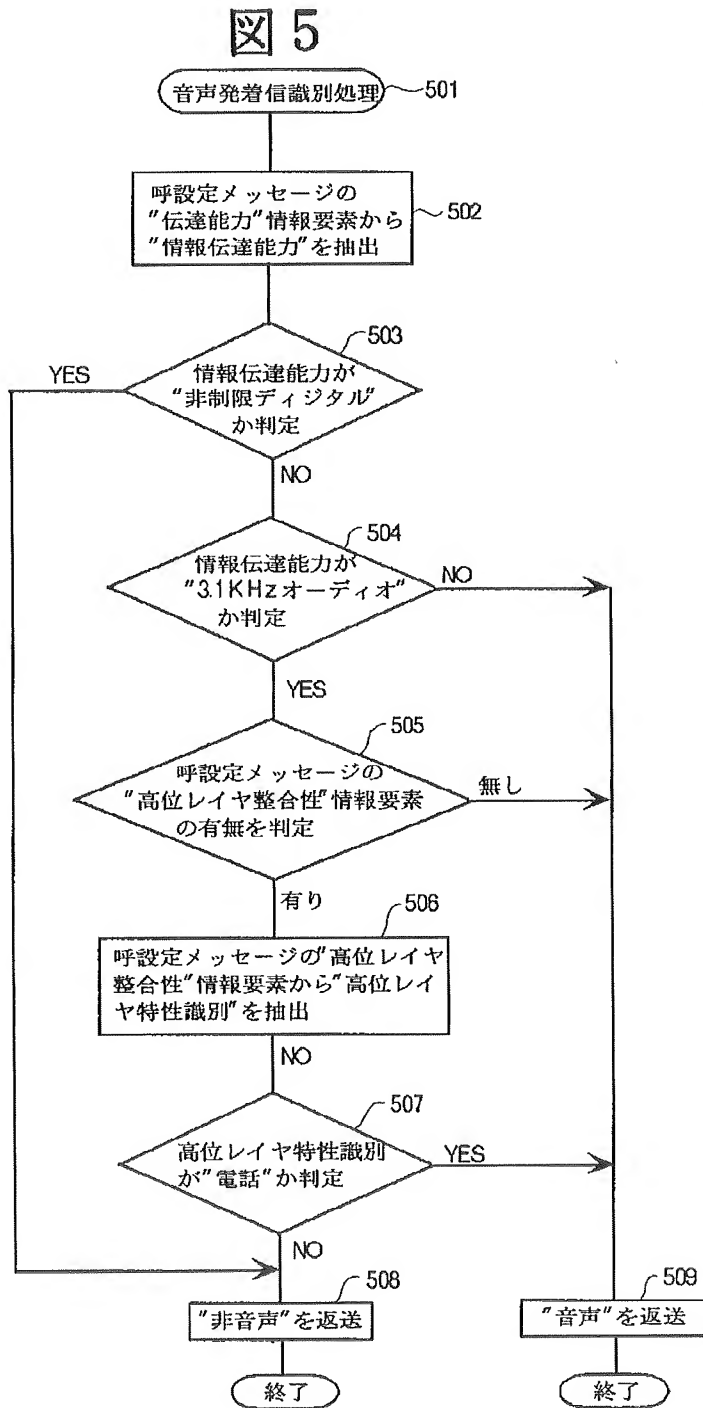 図 5
音声発着信識別処理
501
呼設定メッセージの
"伝達能力"情報要素から
"情報伝達能力"を抽出
502
503
YES
情報伝達能力が
"非制限ディジタル"
か判定
NO
504
情報伝達能力が
"3.1KHzオーディオ"
か判定
NO
YES
505
呼設定メッセージの
"高位レイヤ整合性"情報要素
の有無を判定
無し
有り
506
呼設定メッセージの"高位レイヤ
整合性"情報要素から"高位レイ
ヤ特性識別"を抽出
NO
507
高位レイヤ特性識別
が"電話"か判定
YES
NO
508
"非音声"を返送
509
"音声"を返送
終了
終了